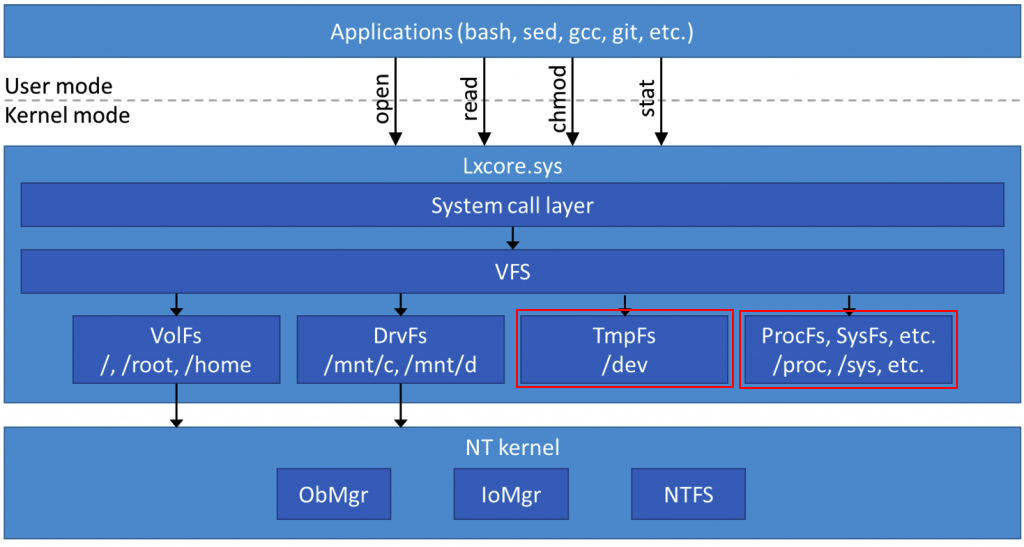 Applications (bash, sed, gcc, git, etc.)
User mode
Kernel mode
open
read
chmod
stat
Lxcore.sys
System call layer
VFS
VolFs
/, /root, /home
DrvFs
/mnt/c, /mnt/d
TmpFs
/dev
ProcFs, SysFs, etc.
/proc, /sys, etc.
NT kernel
ObMgr
IoMgr
NTFS